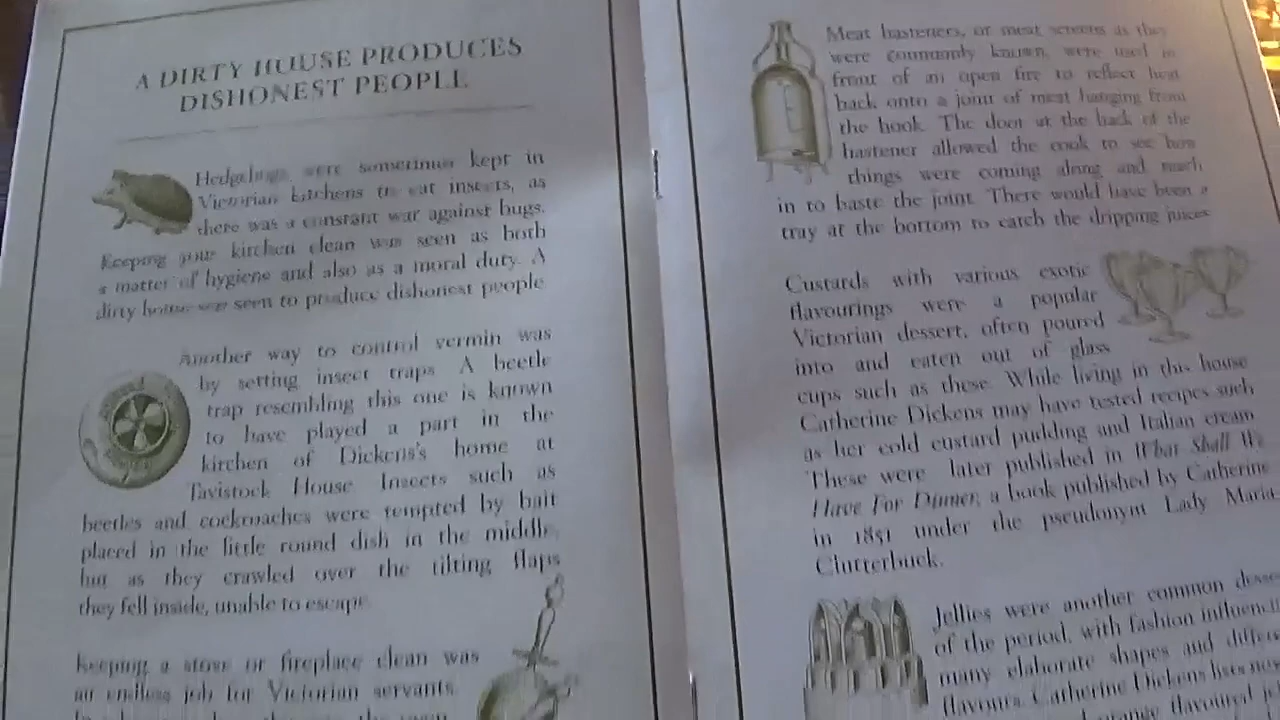 A DIRTY HOUSE PRODUCES
DISHONEST PEOPLE
Hedgehogs were sometimes kept in
Victorian kitchens to eat insects, as
there was a constant war against bugs.
Keeping your kitchen clean was seen as both
a matter of hygiene and also as a moral duty. A
dirty house was seen to produce dishonest people
Another way to control vermin was
by setting insect traps A beetle
trap resembling this one is known
to have played a part in the
kitchen of Dickens's home at
Tavistock House Insects such as
beetles and cockroaches were tempted by bait
placed in the little round dish in the middle,
but as they crawled over the tilting flaps
they fell inside, unable to escape.
Keeping a stove or fireplace clean was
an endless job for Victorian servants.
Meat hasteners, or meat screens as they
were commonly known, were used in
front of an open fire to reflect heat
back onto a joint of meat hanging from
the hook. The door at the back of the
hastener allowed the cook to see how
things were coming along and reach
in to baste the joint. There would have been a
tray at the bottom to catch the dripping juices
Custards with various exotic
flavourings were a popular
Victorian dessert, often poured
into and eaten out of glass
cups such as these. While living in this house
Catherine Dickens may have tested recipes such
as her cold custard pudding and Italian cream
These were later published in What Shall We
Have For Dinner, a book published by Catherine
in 1851 under the pseudonym Lady Maria
Clutterbuck.
Jellies were another common desse
of the period, with fashion influenci
many elaborate shapes and differe
flavours. Catherine Dickens lists
orange flavoured